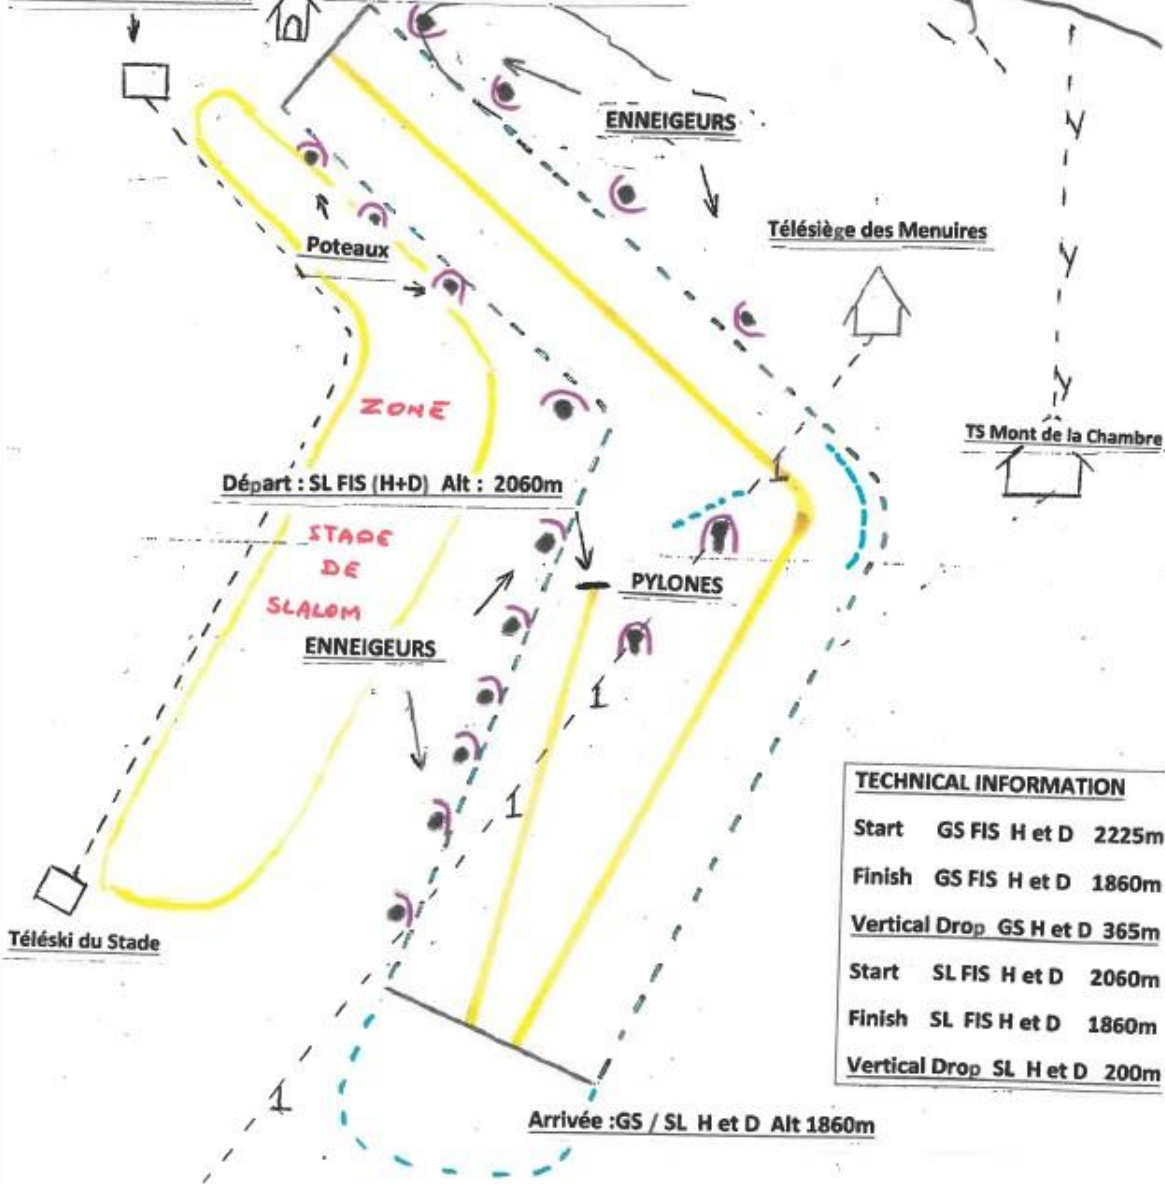 ENNEIGEURS
Télésiège des Menuires
Poteaux
ZONE
TS Mont de la Chambre
Départ : SL FIS (H+D) Alt : 2060m
STADE
DE
SLALOM
PYLONES
ENNEIGEURS
TECHNICAL INFORMATION
Start GS FIS H et D 2225m
Finish GS FIS H et D 1860m
Vertical Drop GS H et D 365m
Start SL FIS H et D 2060m
Finish SL FIS H et D 1860m
Vertical Drop SL H et D 200m
Téléski du Stade
Arrivée :GS / SL H et D Alt 1860m